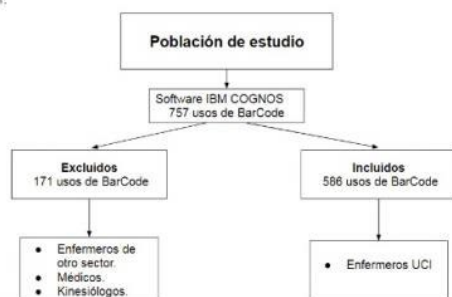 Población de estudio
Software IBM COGNOS
757 usos de BarCode
Excluidos
171 usos de BarCode
Incluidos
586 usos de BarCode
• Enfermeros de
otro sector.
• Médicos.
• Kinesiólogos.
• Enfermeros UCI